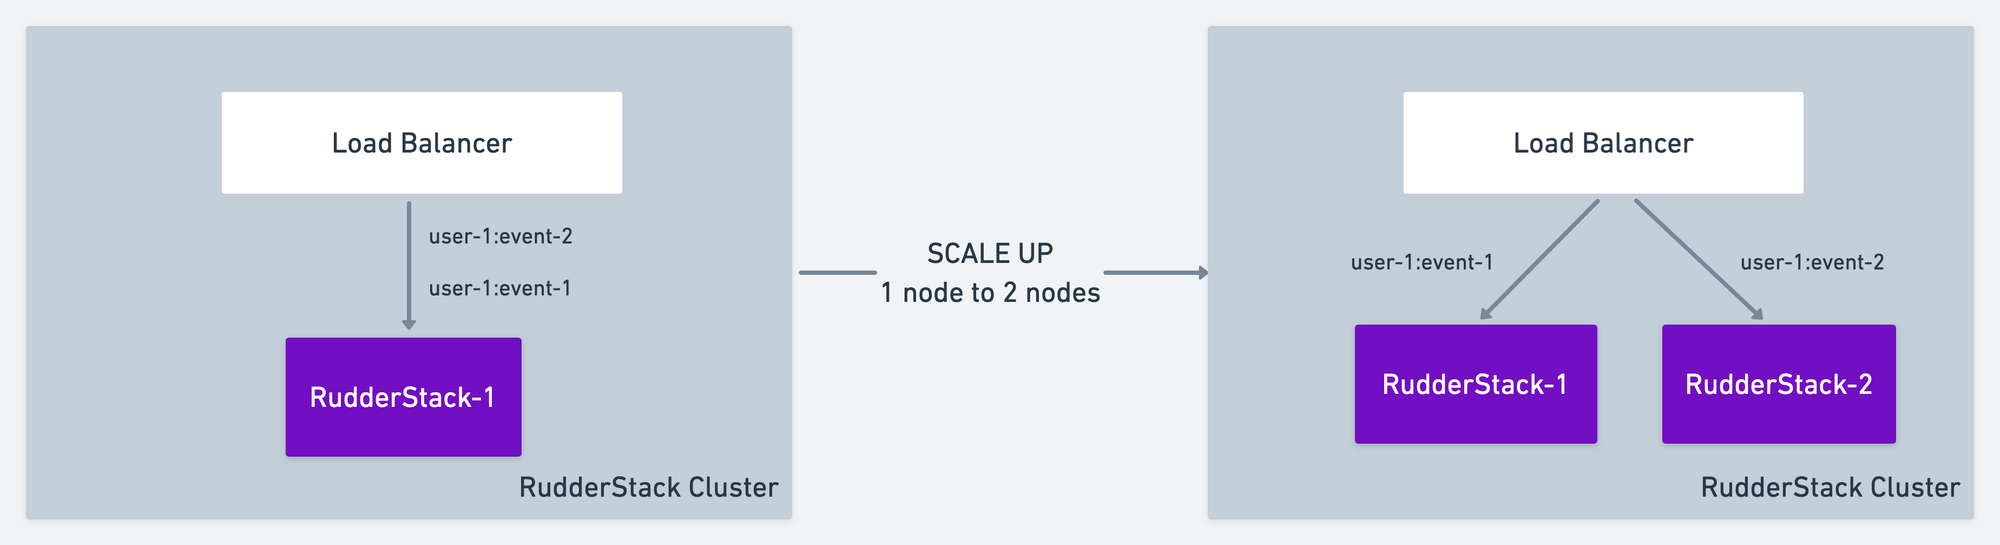 Load Balancer
user-1:event-2
user-1:event-1
RudderStack-1
RudderStack Cluster
SCALE UP
1 node to 2 nodes
Load Balancer
user-1:event-1
user-1:event-2
RudderStack-1
RudderStack-2
RudderStack Cluster